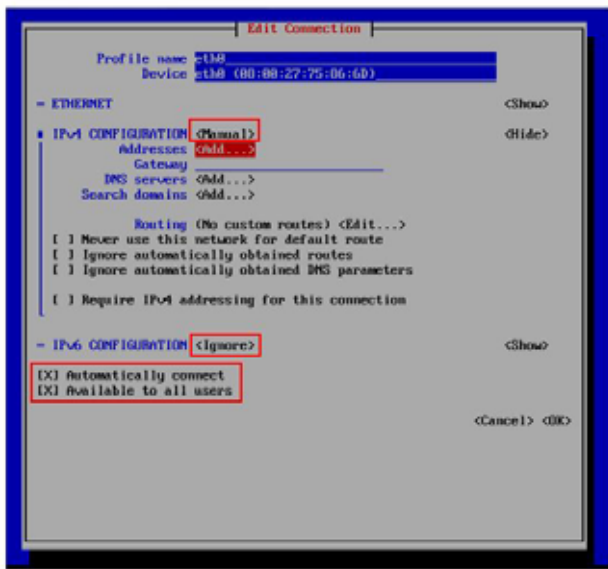 Edit Connection
Profile name eth0
Device eth0 (08:00:27:75:06:6D)
= ETHERNET <Show>
IPv4 CONFIGURATION <Manual> <Hide>
Addresses <Add...>
Gateway
DNS servers <Add...>
Search domains <Add...>
Routing (No custom routes) <Edit...>
[ ] Never use this network for default route
[ ] Ignore automatically obtained routes
[ ] Ignore automatically obtained DNS parameters
[ ] Require IPv4 addressing for this connection
= IPv6 CONFIGURATION <Ignore> <Show>
[X] Automatically connect
[X] Available to all users
<Cancel> <OK>